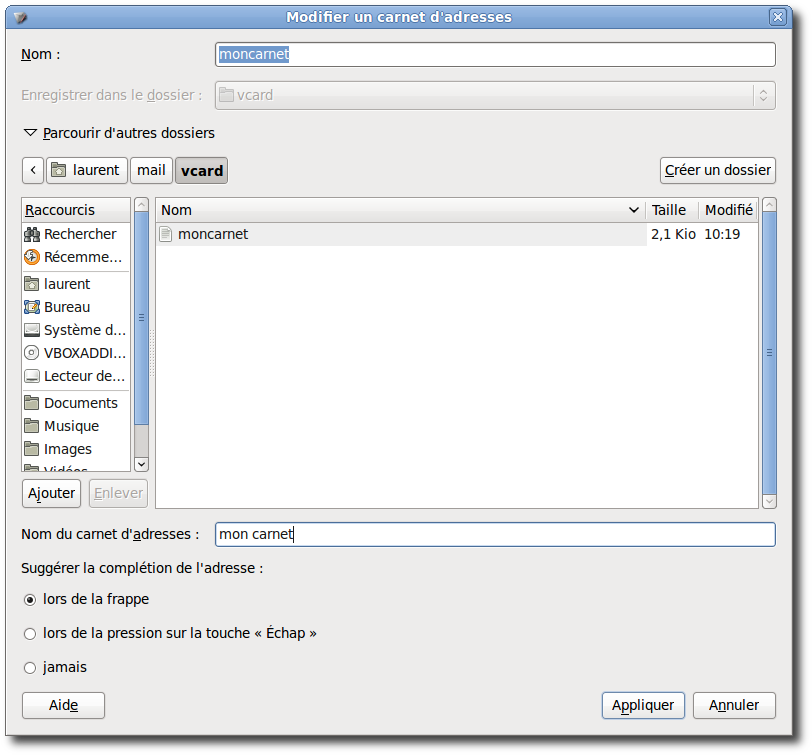 Modifier un carnet d'adresses
Nom : moncarnet
Enregistrer dans le dossier : vcard
Parcourir d'autres dossiers
laurent mail vcard Créer un dossier
Raccourcis Nom Taille Modifié
Rechercher moncarnet 2,1 Kio 10:19
Récemme...
laurent
Bureau
Système d...
VBOXADDI...
Lecteur de...
Documents
Musique
Images
Vidéos
Ajouter Enlever
Nom du carnet d'adresses : mon carnet
Suggérer la complétion de l'adresse :
lors de la frappe
lors de la pression sur la touche « Échap »
jamais
Aide Appliquer Annuler